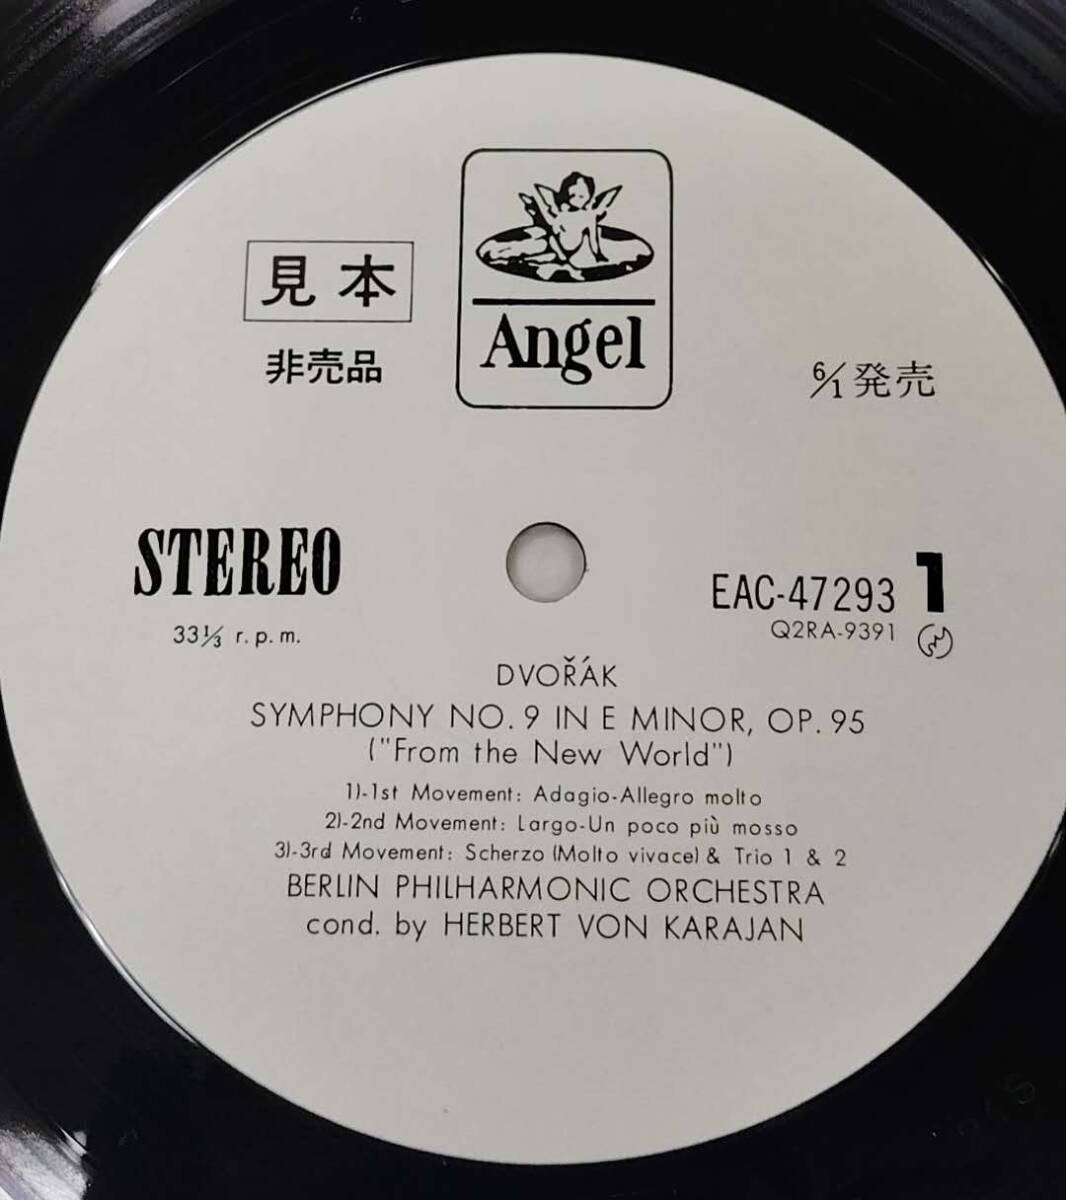 見本
非売品
Angel
6/1発売
STEREO
33⅓ r.p.m.
EAC-47293 1
Q2RA-9391
DVOŘÁK
SYMPHONY NO. 9 IN E MINOR, OP. 95
("From the New World")
1)-1st Movement: Adagio-Allegro molto
2)-2nd Movement: Largo-Un poco più mosso
3)-3rd Movement: Scherzo (Molto vivace) & Trio 1 & 2
BERLIN PHILHARMONIC ORCHESTRA
cond. by HERBERT VON KARAJAN